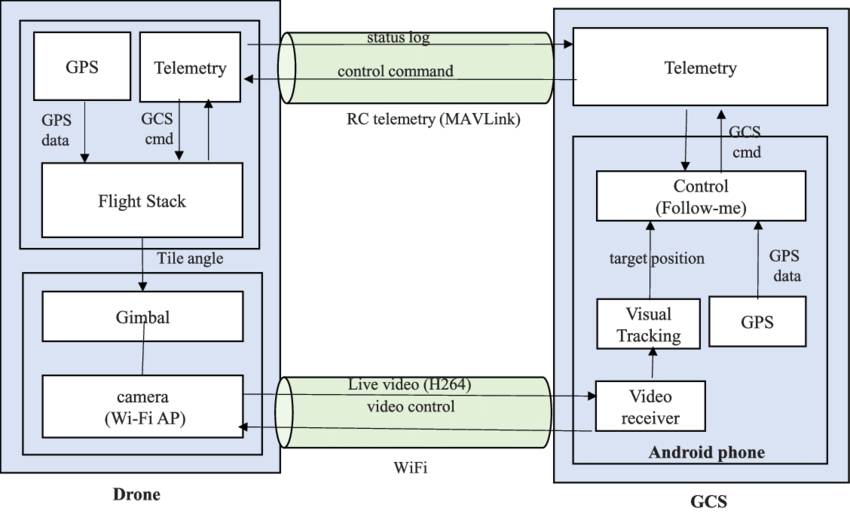 GPS
Telemetry
GPS
data
GCS
cmd
Flight Stack
Tile angle
Gimbal
camera
(Wi-Fi AP)
Drone
status log
control command
RC telemetry (MAVLink)
Live video (H264)
video control
WiFi
Telemetry
GCS
cmd
Control
(Follow-me)
target position
GPS
data
Visual
Tracking
GPS
Video
receiver
Android phone
GCS